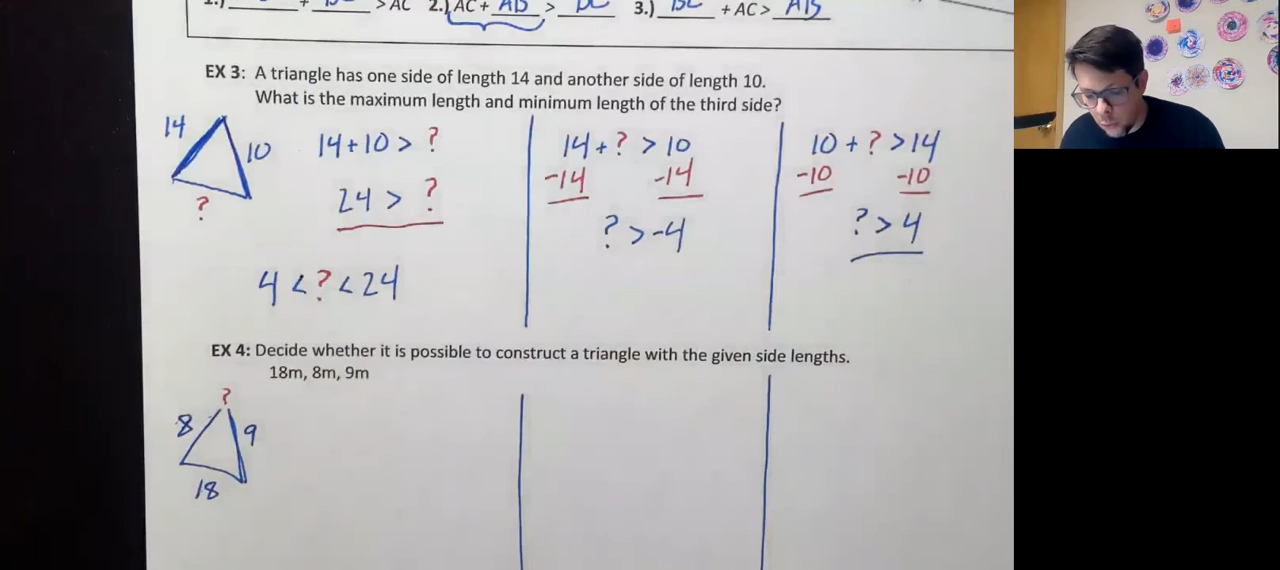 + > AC 2.) AC + AB > BC 3.) BC + AC > AB
EX 3: A triangle has one side of length 14 and another side of length 10.
What is the maximum length and minimum length of the third side?
14
10
?
14+10 > ?
24 > ?
4 < ? < 24
14 + ? > 10
-14 -14
? > -4
10 + ? > 14
-10 -10
? > 4
EX 4: Decide whether it is possible to construct a triangle with the given side lengths.
18m, 8m, 9m
?
8
9
18